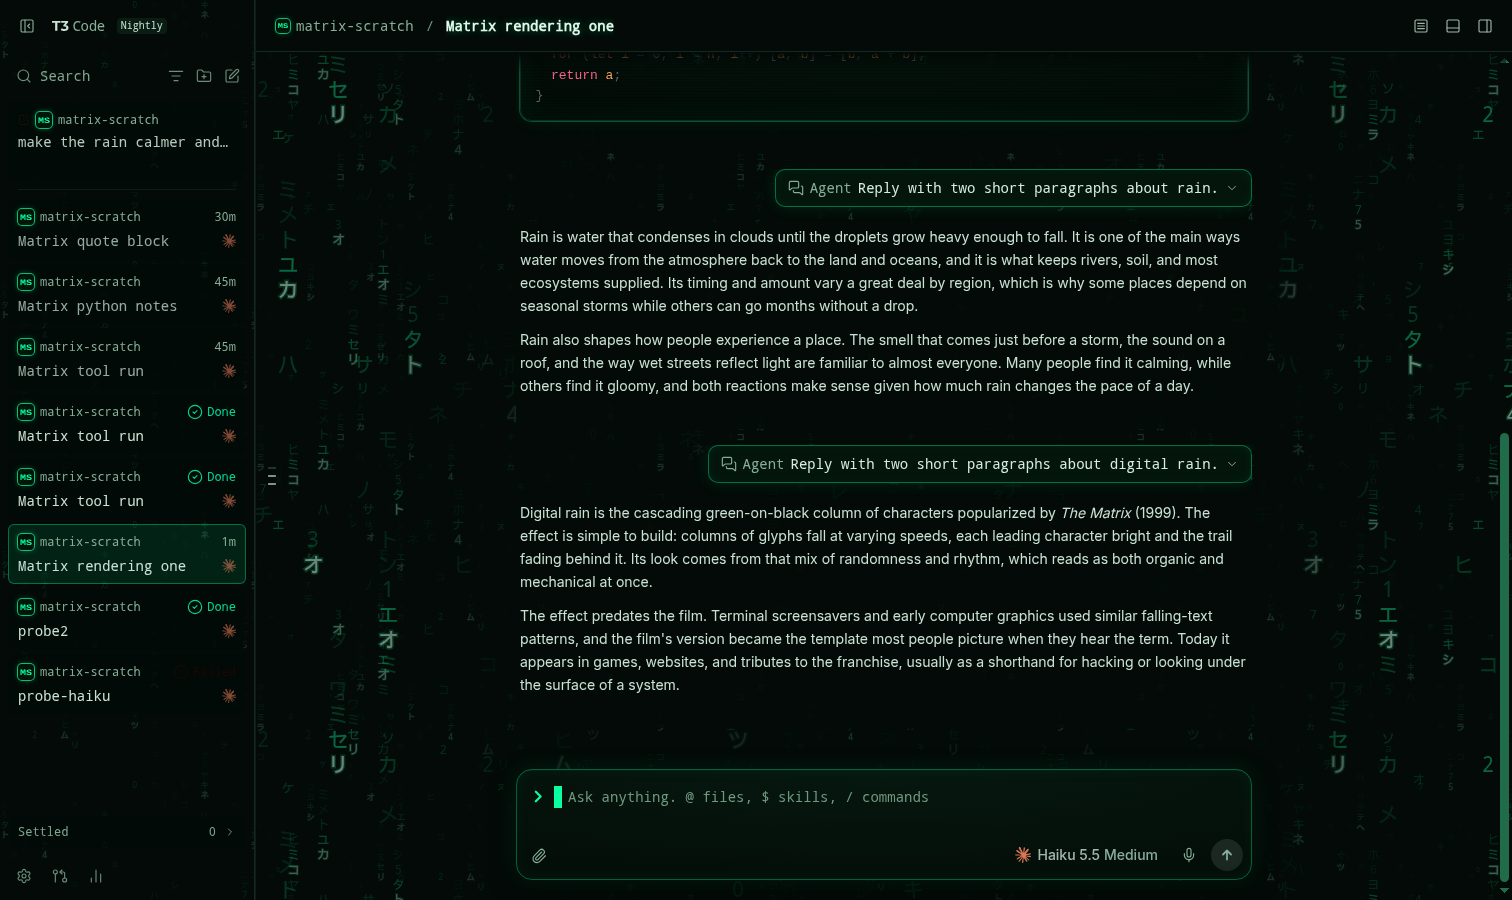 T3 Code Nightly
Search
MS matrix-scratch
make the rain calmer and…
MS matrix-scratch 30m
Matrix quote block
MS matrix-scratch 45m
Matrix python notes
MS matrix-scratch 45m
Matrix tool run
MS matrix-scratch Done
Matrix tool run
MS matrix-scratch Done
Matrix tool run
MS matrix-scratch 1m
Matrix rendering one
MS matrix-scratch Done
probe2
MS matrix-scratch
probe-haiku
Settled 0
MS matrix-scratch / Matrix rendering one
return a;
}
Agent Reply with two short paragraphs about rain.
Rain is water that condenses in clouds until the droplets grow heavy enough to fall. It is one of the main ways
water moves from the atmosphere back to the land and oceans, and it is what keeps rivers, soil, and most
ecosystems supplied. Its timing and amount vary a great deal by region, which is why some places depend on
seasonal storms while others can go months without a drop.
Rain also shapes how people experience a place. The smell that comes just before a storm, the sound on a
roof, and the way wet streets reflect light are familiar to almost everyone. Many people find it calming, while
others find it gloomy, and both reactions make sense given how much rain changes the pace of a day.
Agent Reply with two short paragraphs about digital rain.
Digital rain is the cascading green-on-black column of characters popularized by The Matrix (1999). The
effect is simple to build: columns of glyphs fall at varying speeds, each leading character bright and the trail
fading behind it. Its look comes from that mix of randomness and rhythm, which reads as both organic and
mechanical at once.
The effect predates the film. Terminal screensavers and early computer graphics used similar falling-text
patterns, and the film's version became the template most people picture when they hear the term. Today it
appears in games, websites, and tributes to the franchise, usually as a shorthand for hacking or looking under
the surface of a system.
Ask anything. @ files, $ skills, / commands
Haiku 5.5 Medium